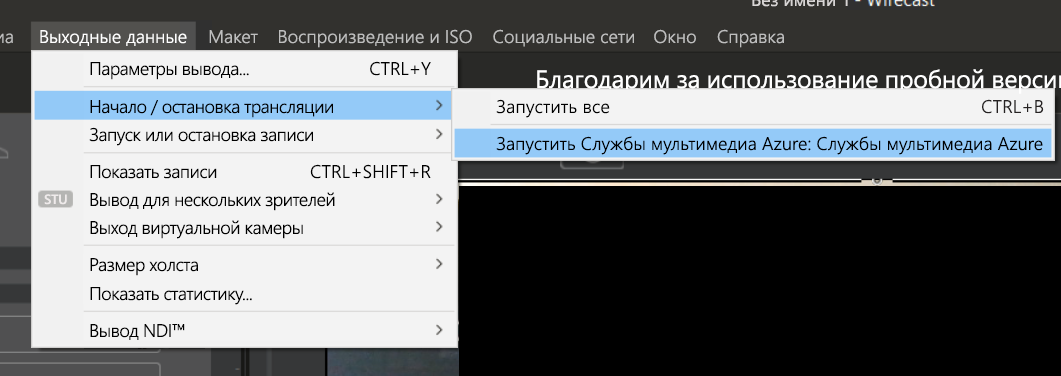 Без имени 1 - Wirecast
иа Выходные данные Макет Воспроизведение и ISO Социальные сети Окно Справка
Благодарим за использование пробной верси
Параметры вывода... CTRL+Y
Начало / остановка трансляции
Запустить все CTRL+B
Запуск или остановка записи
Запустить Службы мультимедиа Azure: Службы мультимедиа Azure
Показать записи CTRL+SHIFT+R
STU Вывод для нескольких зрителей
Выход виртуальной камеры
Размер холста
Показать статистику...
Вывод NDI™